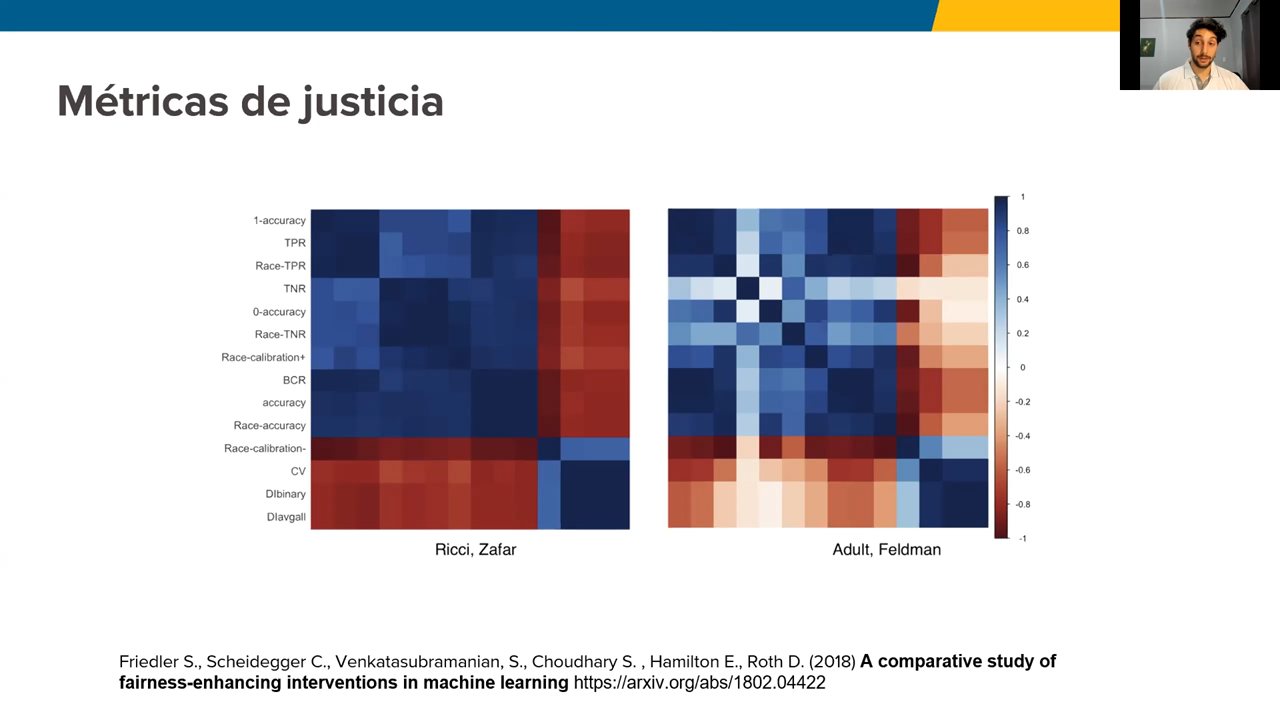 Métricas de justicia
1-accuracy
TPR
Race-TPR
TNR
0-accuracy
Race-TNR
Race-calibration+
BCR
accuracy
Race-accuracy
Race-calibration-
CV
DIbinary
DIavgall
Ricci, Zafar
Adult, Feldman
1
0.8
0.6
0.4
0.2
0
-0.2
-0.4
-0.6
-0.8
-1
Friedler S., Scheidegger C., Venkatasubramanian, S., Choudhary S. , Hamilton E., Roth D. (2018) A comparative study of
fairness-enhancing interventions in machine learning https://arxiv.org/abs/1802.04422